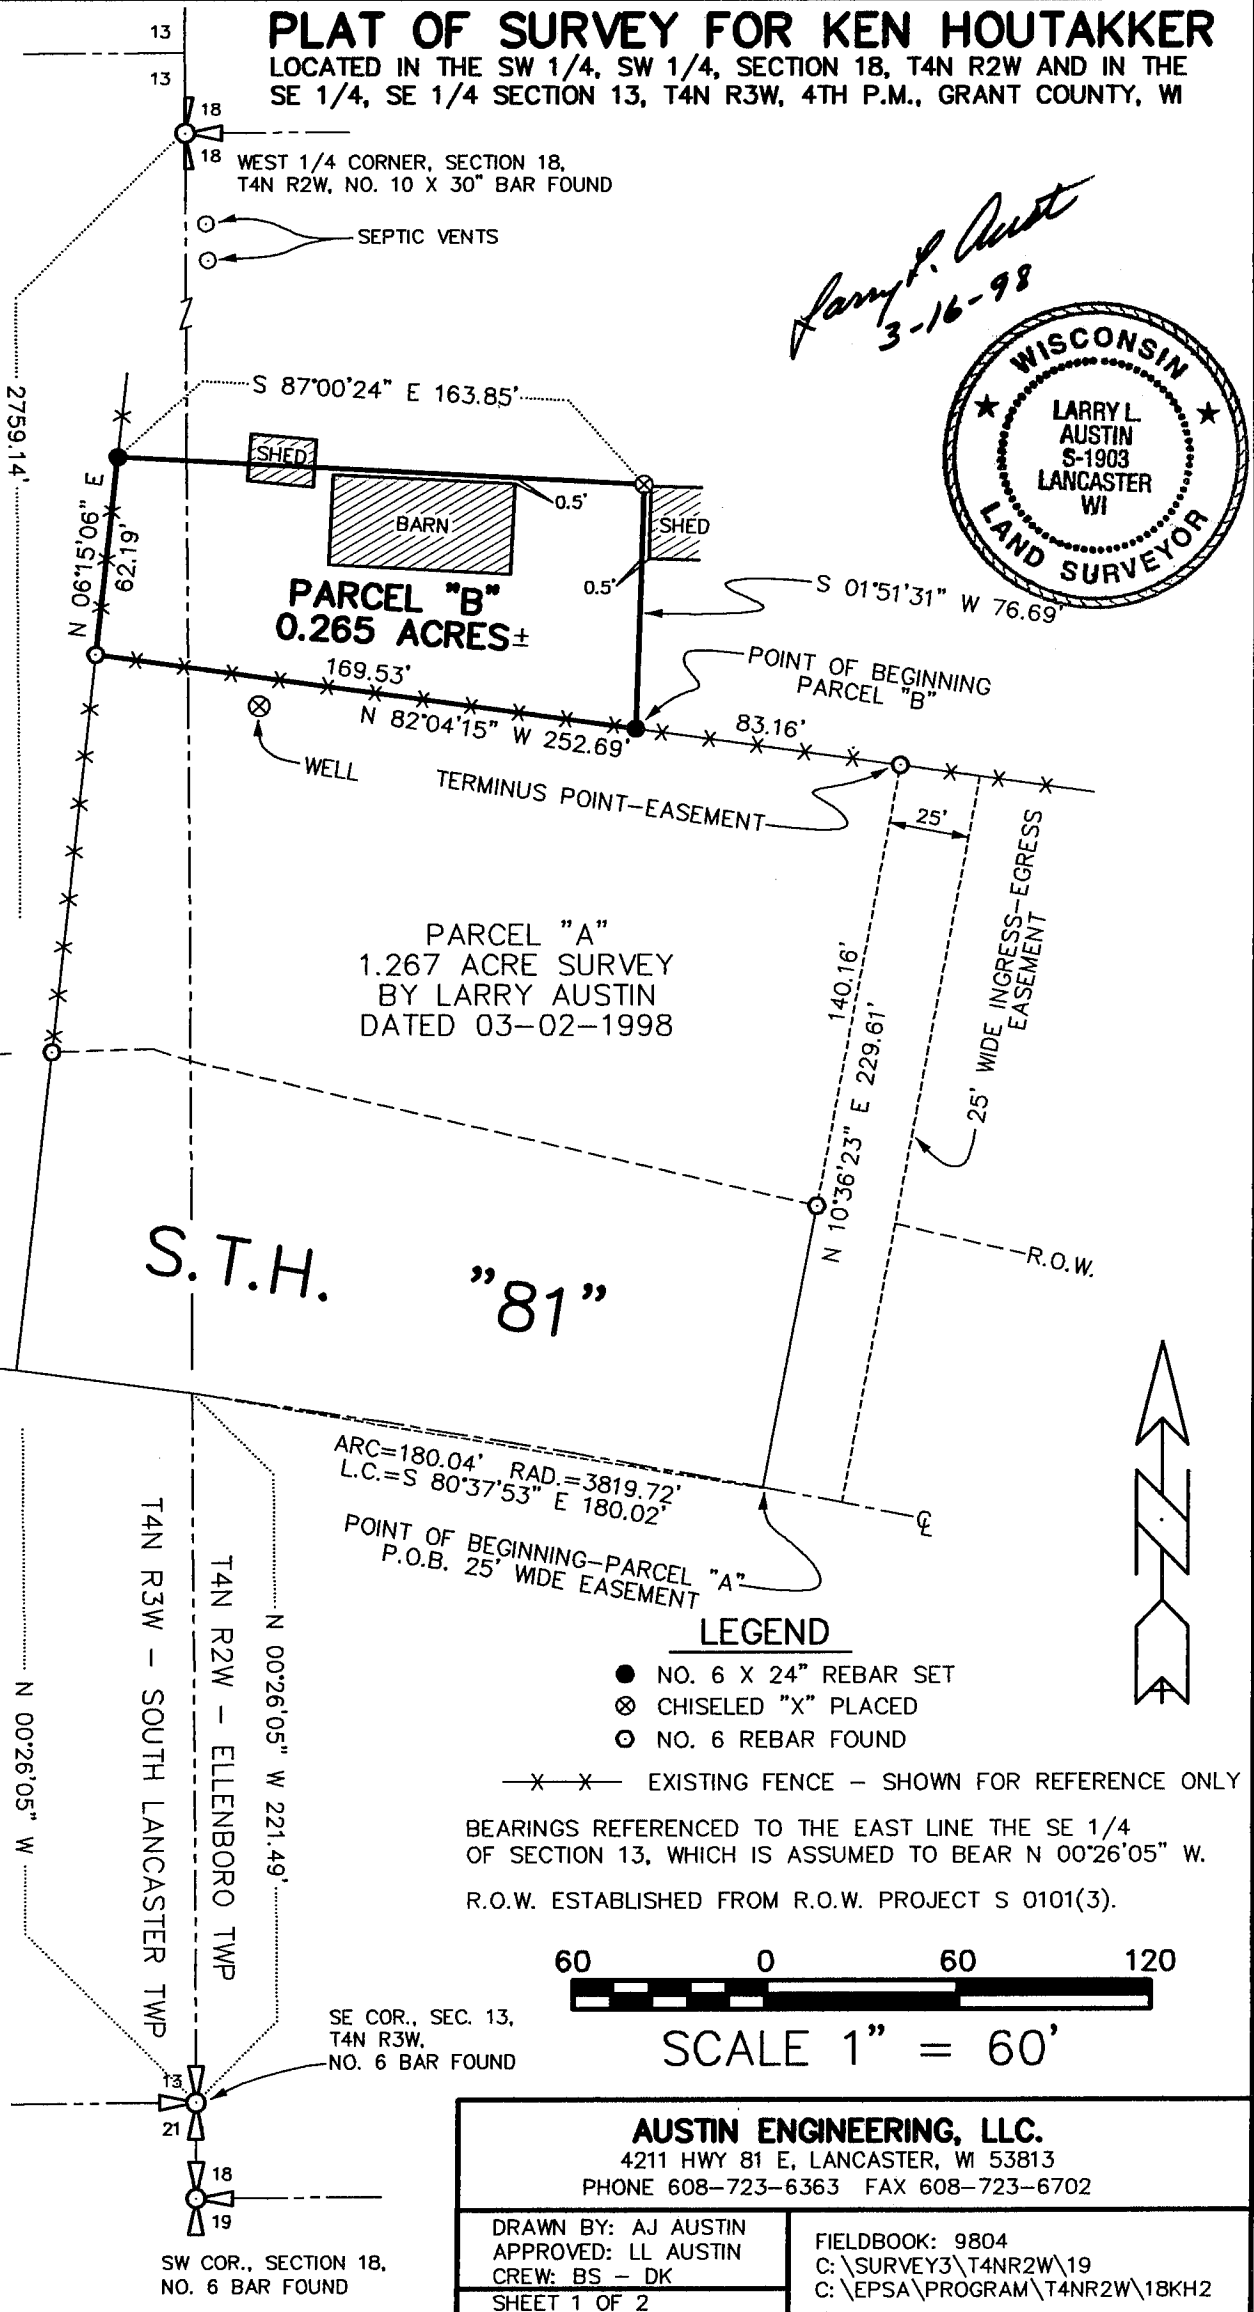 PLAT OF SURVEY FOR KEN HOUTAKKER
LOCATED IN THE SW 1/4, SW 1/4, SECTION 18, T4N R2W AND IN THE
SE 1/4, SE 1/4 SECTION 13, T4N R3W, 4TH P.M., GRANT COUNTY, WI
13
13
18
18
WEST 1/4 CORNER, SECTION 18,
T4N R2W, NO. 10 X 30" BAR FOUND
SEPTIC VENTS
Larry L. Aust
3-16-98
WISCONSIN
LARRY L.
AUSTIN
S-1903
LANCASTER
WI
LAND SURVEYOR
2759.14'
S 87°00'24" E 163.85'
SHED
0.5'
BARN
SHED
N 06°15'06" E
62.19'
0.5'
PARCEL "B"
0.265 ACRES±
S 01°51'31" W 76.69'
169.53'
N 82°04'15" W 252.69'
POINT OF BEGINNING
PARCEL "B"
83.16'
WELL
TERMINUS POINT-EASEMENT
25'
25' WIDE INGRESS-EGRESS
EASEMENT
PARCEL "A"
1.267 ACRE SURVEY
BY LARRY AUSTIN
DATED 03-02-1998
140.16'
N 10°36'23" E 229.61'
S.T.H. "81"
R.O.W.
ARC=180.04' RAD.=3819.72'
L.C.=S 80°37'53" E 180.02'
POINT OF BEGINNING-PARCEL "A"
P.O.B. 25' WIDE EASEMENT
℄
T4N R3W - SOUTH LANCASTER TWP
T4N R2W - ELLENBORO TWP
N 00°26'05" W 221.49'
N 00°26'05" W
LEGEND
NO. 6 X 24" REBAR SET
CHISELED "X" PLACED
NO. 6 REBAR FOUND
EXISTING FENCE - SHOWN FOR REFERENCE ONLY
BEARINGS REFERENCED TO THE EAST LINE THE SE 1/4
OF SECTION 13, WHICH IS ASSUMED TO BEAR N 00°26'05" W.
R.O.W. ESTABLISHED FROM R.O.W. PROJECT S 0101(3).
60 0 60 120
SCALE 1" = 60'
SE COR., SEC. 13,
T4N R3W,
NO. 6 BAR FOUND
13
21
18
19
SW COR., SECTION 18,
NO. 6 BAR FOUND
N
AUSTIN ENGINEERING, LLC.
4211 HWY 81 E, LANCASTER, WI 53813
PHONE 608-723-6363 FAX 608-723-6702
DRAWN BY: AJ AUSTIN
APPROVED: LL AUSTIN
CREW: BS - DK
SHEET 1 OF 2
FIELDBOOK: 9804
C:\SURVEY3\T4NR2W\19
C:\EPSA\PROGRAM\T4NR2W\18KH2